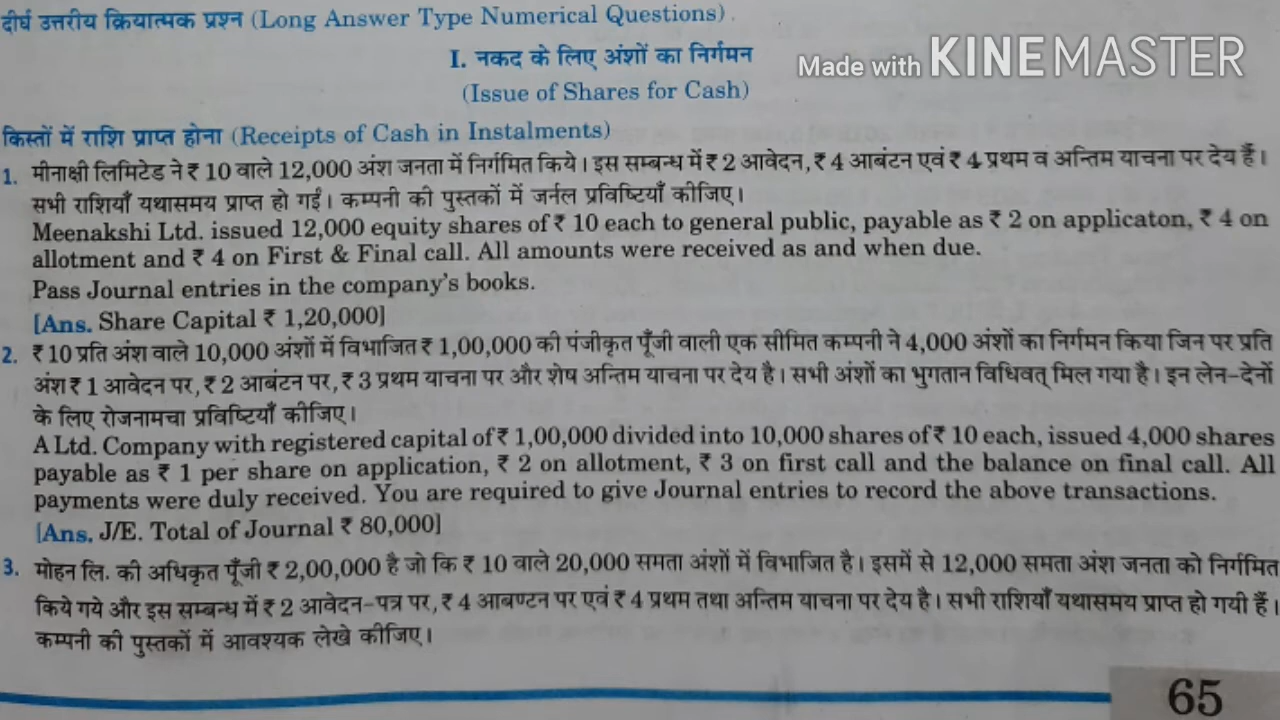 दीर्घ उत्तरीय क्रियात्मक प्रश्न (Long Answer Type Numerical Questions).
I. नकद के लिए अंशों का निर्गमन
Made with KINEMASTER
(Issue of Shares for Cash)
किस्तों में राशि प्राप्त होना (Receipts of Cash in Instalments)
1. मीनाक्षी लिमिटेड ने ₹ 10 वाले 12,000 अंश जनता में निर्गमित किये। इस सम्बन्ध में ₹ 2 आवेदन, ₹ 4 आबंटन एवं ₹ 4 प्रथम व अन्तिम याचना पर देय हैं।
सभी राशियाँ यथासमय प्राप्त हो गईं। कम्पनी की पुस्तकों में जर्नल प्रविष्टियाँ कीजिए।
Meenakshi Ltd. issued 12,000 equity shares of ₹ 10 each to general public, payable as ₹ 2 on applicaton, ₹ 4 on
allotment and ₹ 4 on First & Final call. All amounts were received as and when due.
Pass Journal entries in the company's books.
[Ans. Share Capital ₹ 1,20,000]
2. ₹ 10 प्रति अंश वाले 10,000 अंशों में विभाजित ₹ 1,00,000 की पंजीकृत पूँजी वाली एक सीमित कम्पनी ने 4,000 अंशों का निर्गमन किया जिन पर प्रति
अंश ₹ 1 आवेदन पर, ₹ 2 आबंटन पर, ₹ 3 प्रथम याचना पर और शेष अन्तिम याचना पर देय है। सभी अंशों का भुगतान विधिवत् मिल गया है। इन लेन-देनों
के लिए रोजनामचा प्रविष्टियाँ कीजिए।
A Ltd. Company with registered capital of ₹ 1,00,000 divided into 10,000 shares of ₹ 10 each, issued 4,000 shares
payable as ₹ 1 per share on application, ₹ 2 on allotment, ₹ 3 on first call and the balance on final call. All
payments were duly received. You are required to give Journal entries to record the above transactions.
[Ans. J/E. Total of Journal ₹ 80,000]
3. मोहन लि. की अधिकृत पूँजी ₹ 2,00,000 है जो कि ₹ 10 वाले 20,000 समता अंशों में विभाजित है। इसमें से 12,000 समता अंश जनता को निर्गमित
किये गये और इस सम्बन्ध में ₹ 2 आवेदन-पत्र पर, ₹ 4 आबण्टन पर एवं ₹ 4 प्रथम तथा अन्तिम याचना पर देय है। सभी राशियाँ यथासमय प्राप्त हो गयी हैं।
कम्पनी की पुस्तकों में आवश्यक लेखे कीजिए।
65